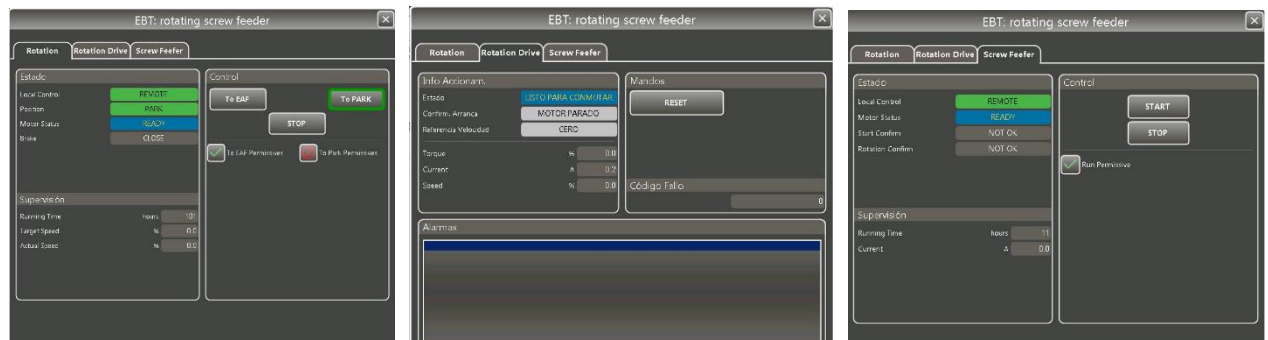 EBT: rotating screw feeder
Rotation Rotation Drive Screw Feefer
Estado
Local Control REMOTE
Position PARK
Motor Status READY
Brake CLOSE
Supervisión
Running Time hours 181
Target Speed % 0.0
Actual Speed % 0.0
Control
To EAF To PARK
STOP
To EAF Permissives To Park Permissives
EBT: rotating screw feeder
Rotation Rotation Drive Screw Feefer
Info Accionam.
Estado LISTO PARA CONMUTAR
Confirm. Arranca MOTOR PARADO
Referencia Velocidad CERO
Torque % 0.0
Current A 0.2
Speed % 0.0
Mandos
RESET
Código Fallo
0
Alarmas
EBT: rotating screw feeder
Rotation Rotation Drive Screw Feefer
Estado
Local Control REMOTE
Motor Status READY
Start Confirm NOT OK
Rotation Confirm NOT OK
Supervisión
Running Time hours 11
Current A 0.0
Control
START
STOP
Run Permissive